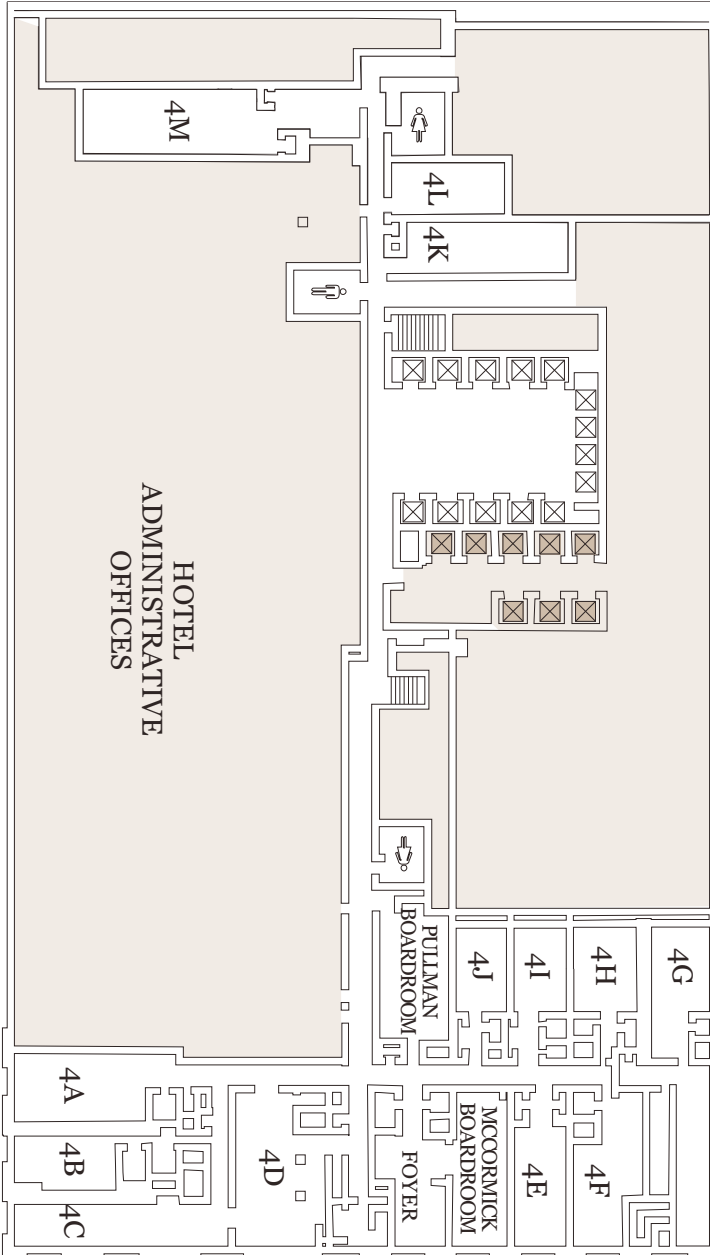 4M
4L
4K
HOTEL
ADMINISTRATIVE
OFFICES
PULLMAN
BOARDROOM
4J
4I
4H
4G
4A
4B
4C
4D
FOYER
MCCORMICK
BOARDROOM
4E
4F